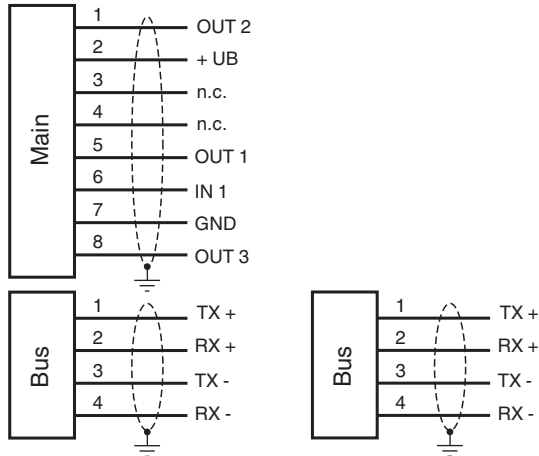 Main
1 OUT 2
2 + UB
3 n.c.
4 n.c.
5 OUT 1
6 IN 1
7 GND
8 OUT 3
Bus
1 TX +
2 RX +
3 TX -
4 RX -
Bus
1 TX +
2 RX +
3 TX -
4 RX -